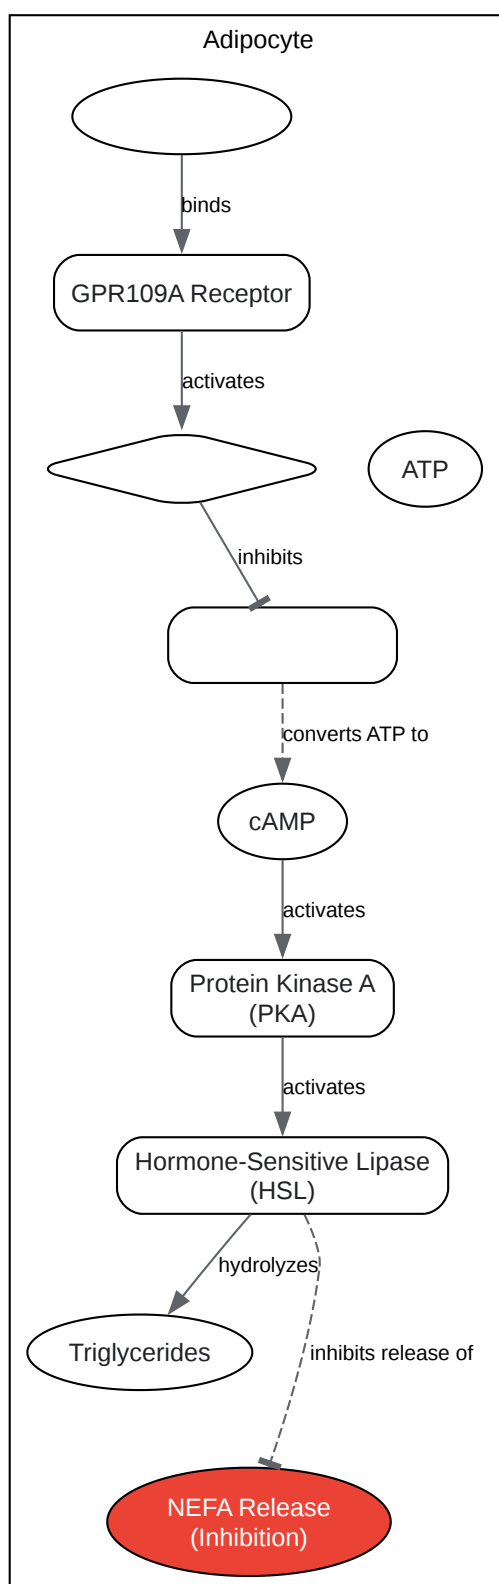 Adipocyte
binds
GPR109A Receptor
activates
ATP
inhibits
converts ATP to
cAMP
activates
Protein Kinase A
(PKA)
activates
Hormone-Sensitive Lipase
(HSL)
hydrolyzes
Triglycerides
inhibits release of
NEFA Release
(Inhibition)